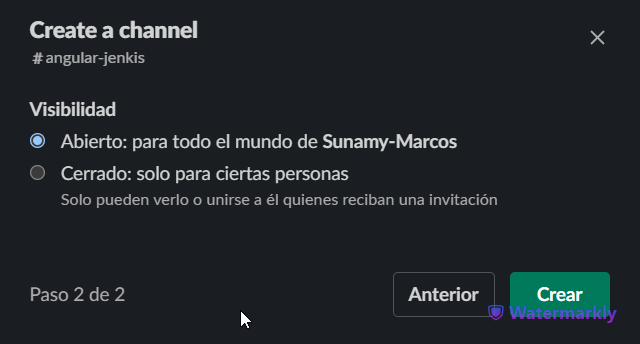 Create a channel
#angular-jenkis
Visibilidad
Abierto: para todo el mundo de Sunamy-Marcos
Cerrado: solo para ciertas personas
Solo pueden verlo o unirse a él quienes reciban una invitación
Paso 2 de 2
Anterior
Crear
Watermarkly